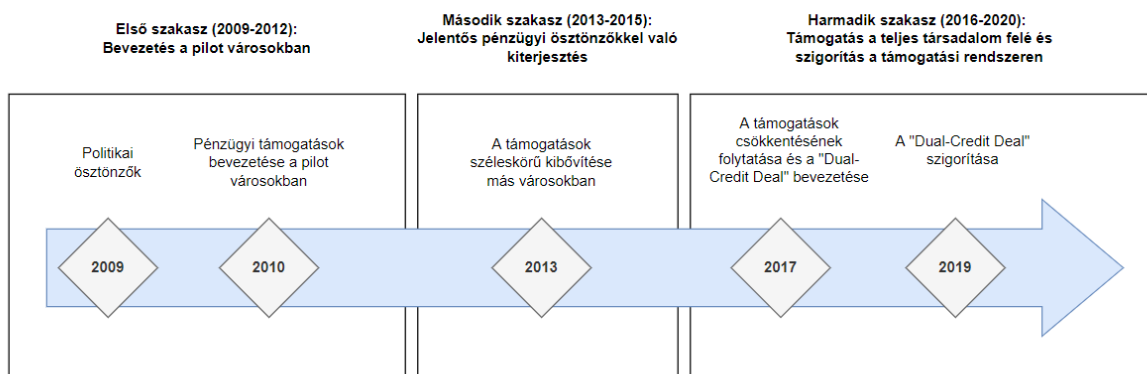 Első szakasz (2009-2012):
Bevezetés a pilot városokban
Második szakasz (2013-2015):
Jelentős pénzügyi ösztönzőkkel való
kiterjesztés
Harmadik szakasz (2016-2020):
Támogatás a teljes társadalom felé és
szigorítás a támogatási rendszeren
Politikai
ösztönzők
Pénzügyi támogatások
bevezetése a pilot
városokban
A támogatások
széleskörű kibővítése
más városokban
A támogatások
csökkentésének
folytatása és a "Dual-
Credit Deal" bevezetése
A "Dual-Credit Deal"
szigorítása
2009
2010
2013
2017
2019